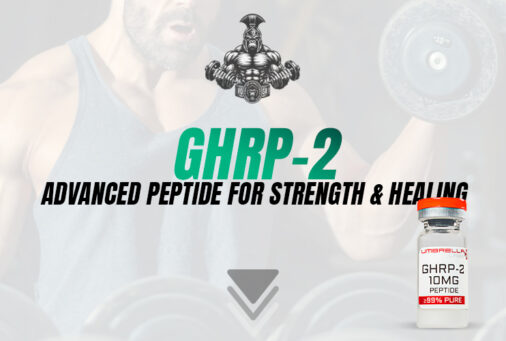 GHRP-2
ADVANCED PEPTIDE FOR STRENGTH & HEALING
UMBRELLA
GHRP-2
10MG
PEPTIDE
≥99% PURE